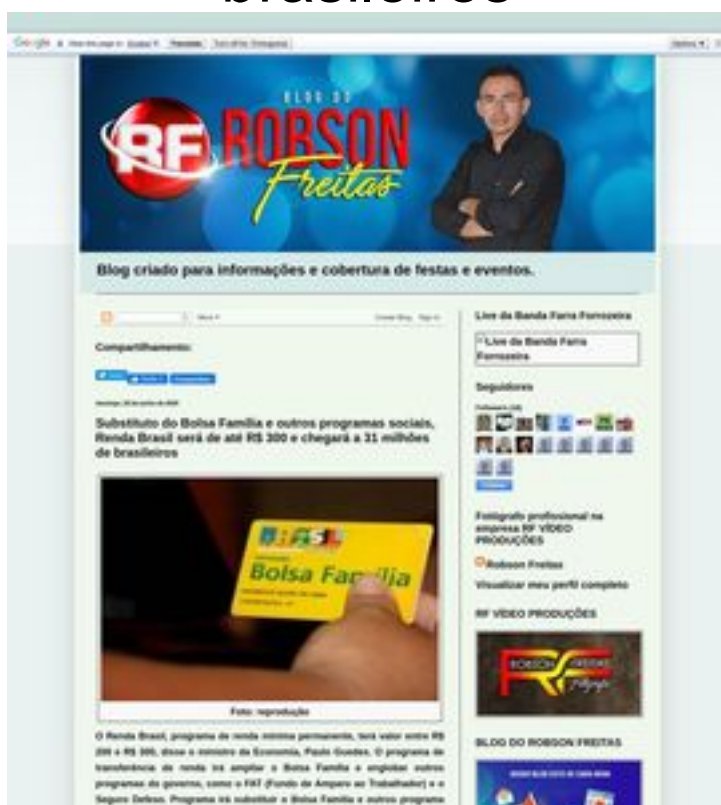 brasileiros
Google
BLOG DO
RF ROBSON
Freitas
Blog criado para informações e cobertura de festas e eventos.
Compartilhamento:
Substituto do Bolsa Família e outros programas sociais,
Renda Brasil será de até R$ 300 e chegará a 31 milhões
de brasileiros
BRASIL
Bolsa Família
Foto: reprodução
O Renda Brasil, programa de renda mínima permanente, terá valor entre R$
200 e R$ 300, disse o ministro da Economia, Paulo Guedes. O programa de
transferência de renda irá ampliar o Bolsa Família e englobar outros
programas do governo, como o FAT (Fundo de Amparo ao Trabalhador) e o
Seguro Defeso. Programa irá substituir o Bolsa Família e outros programa
Live da Banda Farra Forrozeira
Live da Banda Farra
Forrozeira
Seguidores
Fotógrafo profissional na
empresa RF VÍDEO
PRODUÇÕES
Robson Freitas
Visualizar meu perfil completo
RF VÍDEO PRODUÇÕES
ROBSON FREITAS
BLOG DO ROBSON FREITAS